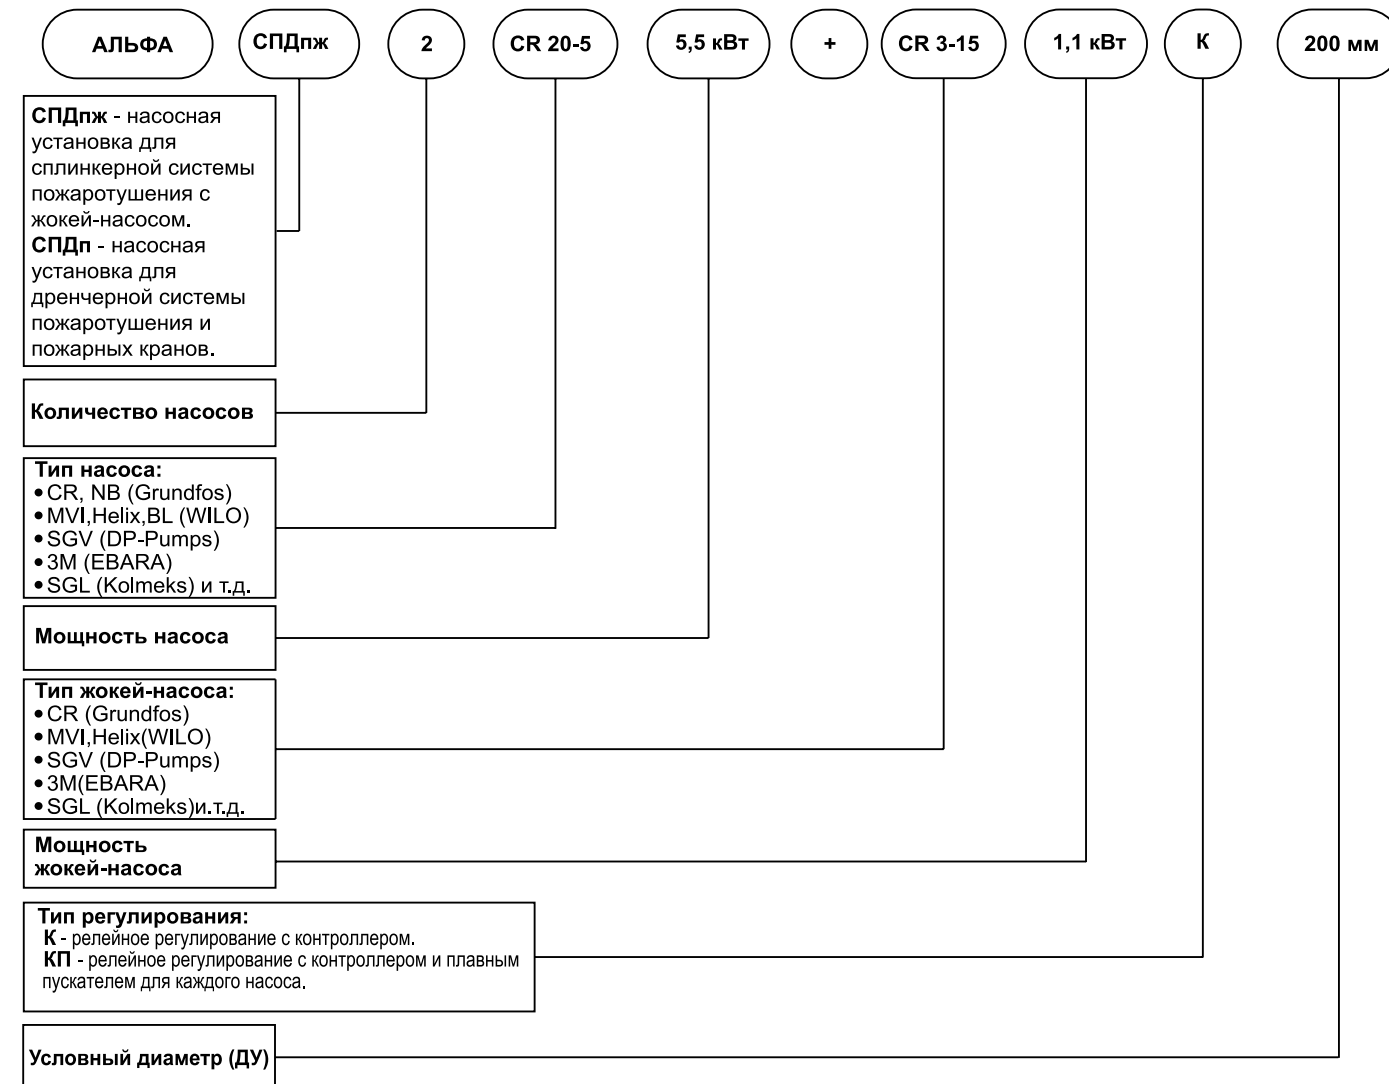 АЛЬФА СПДпж 2 CR 20-5 5,5 кВт + CR 3-15 1,1 кВт К 200 мм
СПДпж - насосная
установка для
сплинкерной системы
пожаротушения с
жокей-насосом.
СПДп - насосная
установка для
дренчерной системы
пожаротушения и
пожарных кранов.
Количество насосов
Тип насоса:
•CR, NB (Grundfos)
•MVI,Helix,BL (WILO)
•SGV (DP-Pumps)
•3M (EBARA)
•SGL (Kolmeks) и т.д.
Мощность насоса
Тип жокей-насоса:
•CR (Grundfos)
•MVI,Helix(WILO)
•SGV (DP-Pumps)
•3M(EBARA)
•SGL (Kolmeks)и.т.д.
Мощность
жокей-насоса
Тип регулирования:
К - релейное регулирование с контроллером.
КП - релейное регулирование с контроллером и плавным
пускателем для каждого насоса.
Условный диаметр (ДУ)